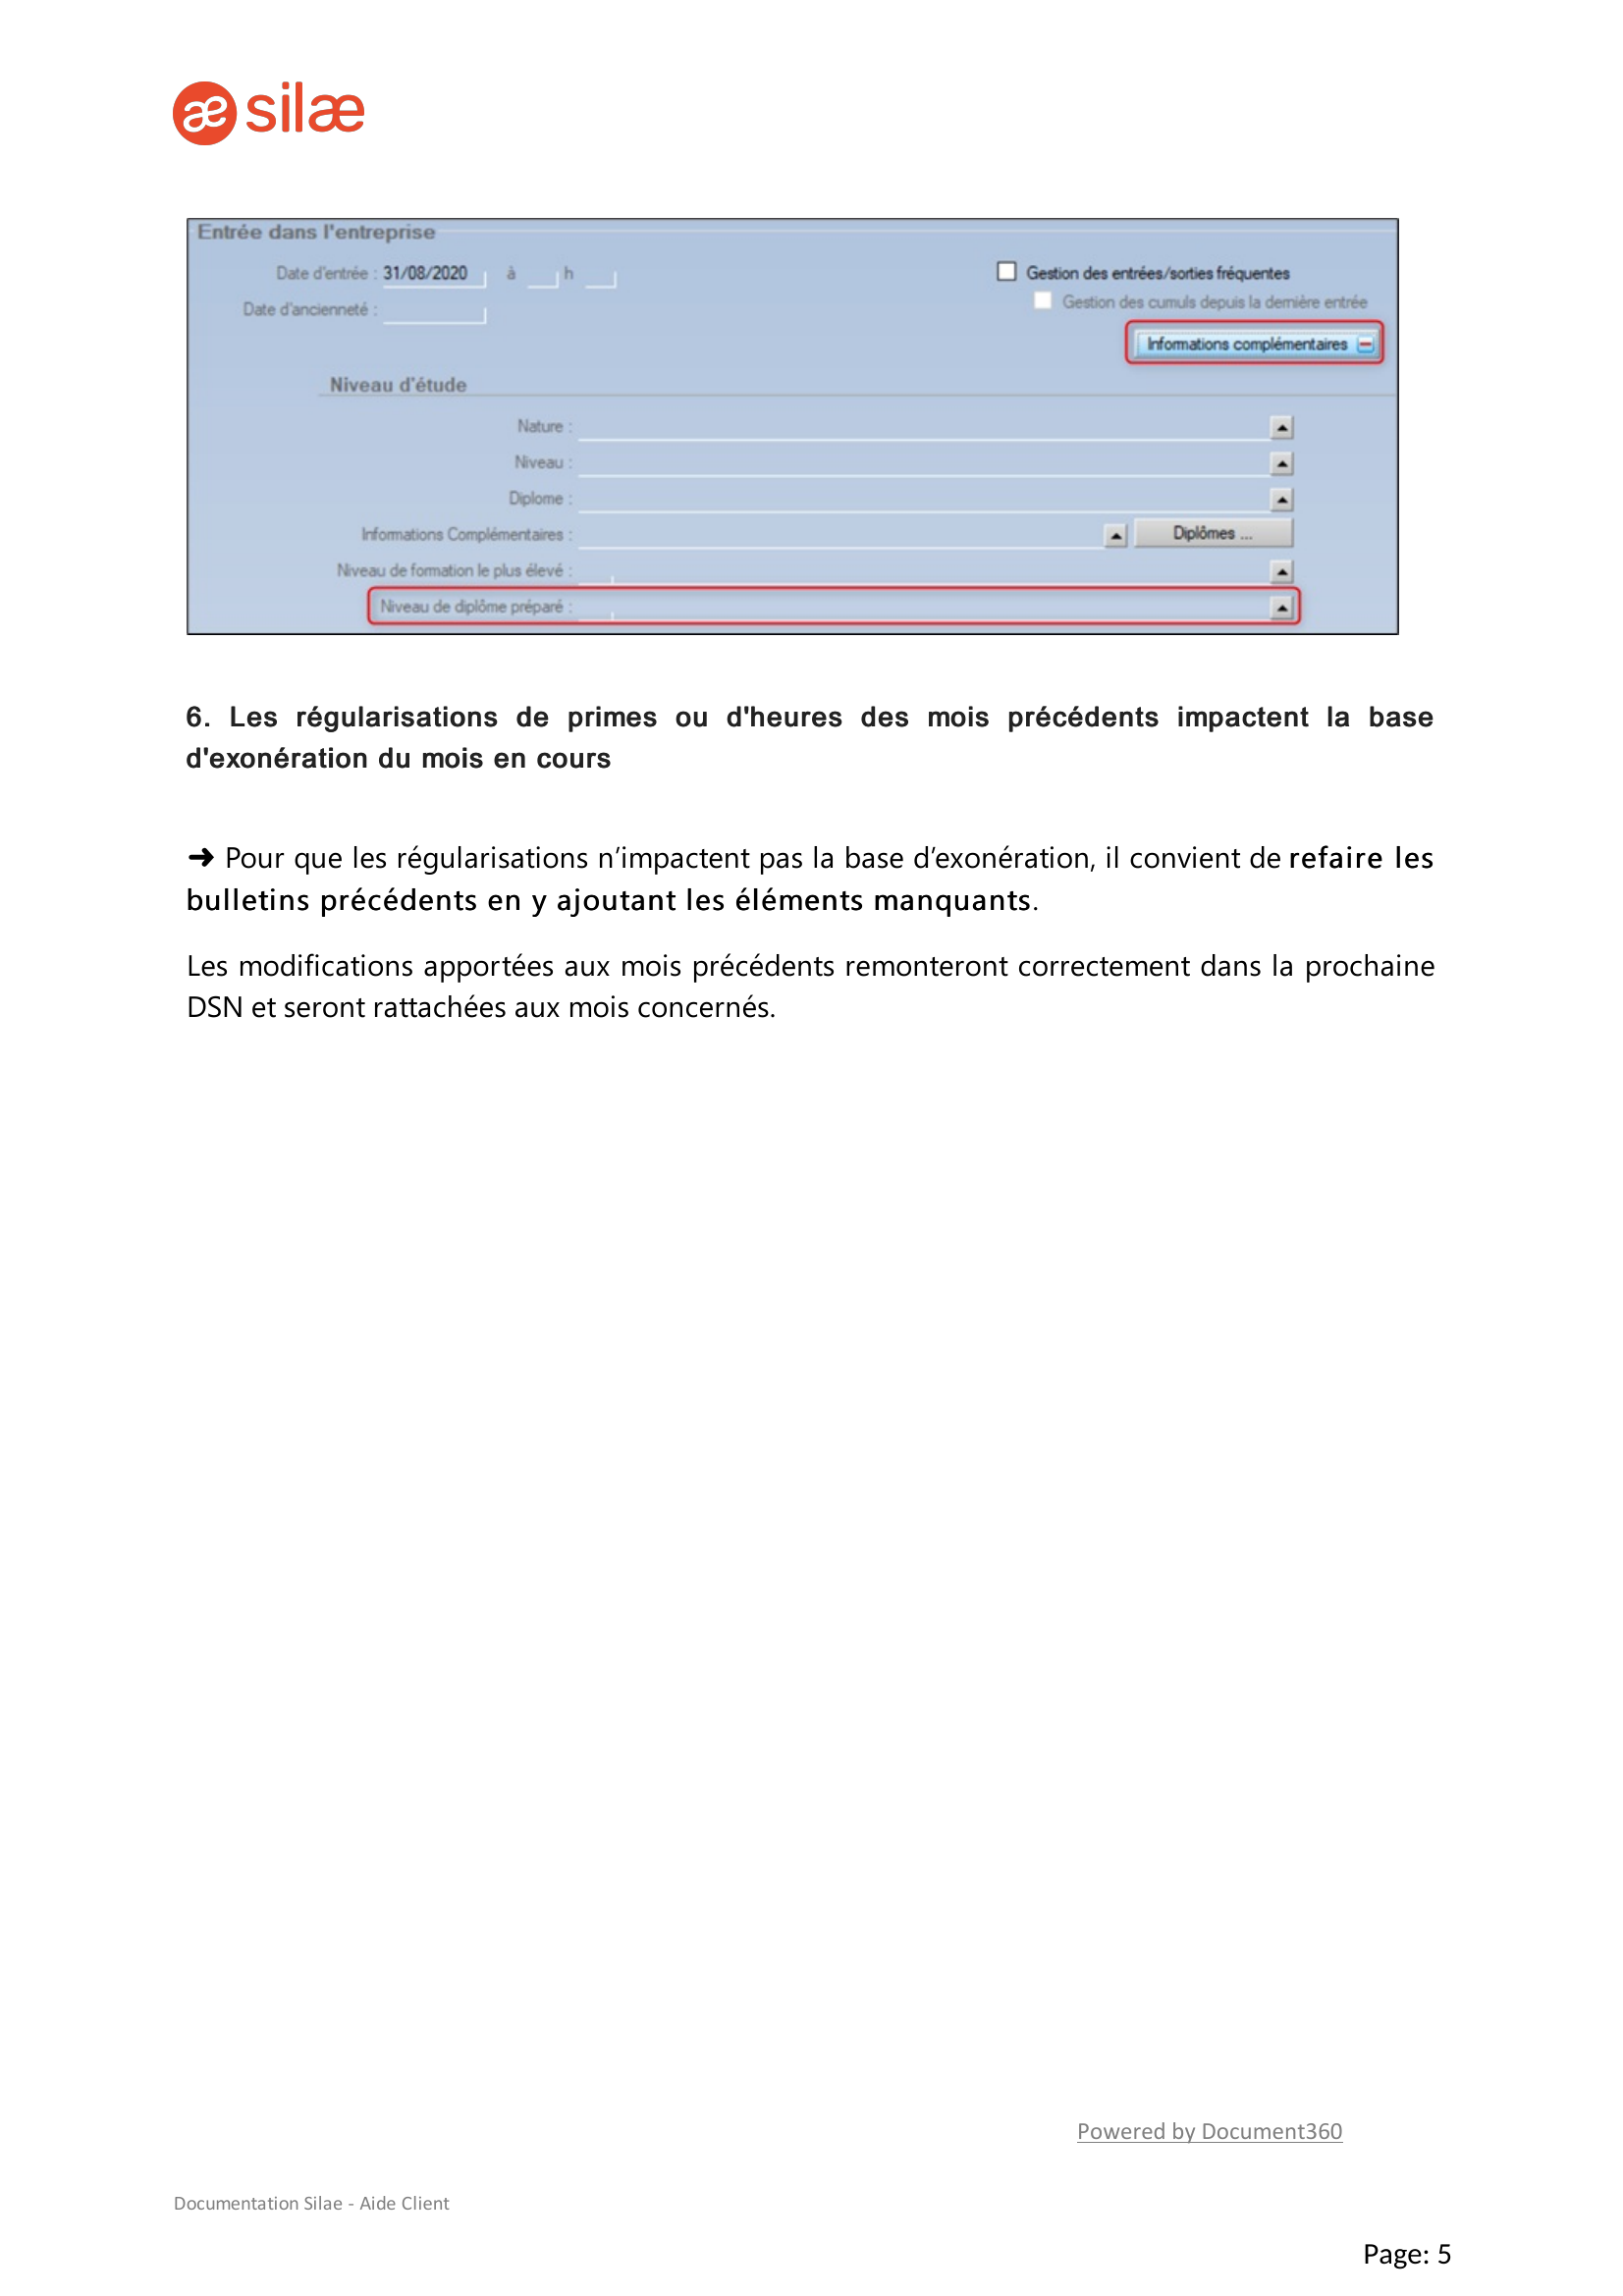 æ silæ
Entrée dans l'entreprise
Date d'entrée : 31/08/2020 à h
Gestion des entrées/sorties fréquentes
Date d'ancienneté :
Gestion des cumuls depuis la dernière entrée
Informations complémentaires
Niveau d'étude
Nature :
Niveau :
Diplome :
Informations Complémentaires :
Diplômes ...
Niveau de formation le plus élevé :
Niveau de diplôme préparé :
6. Les régularisations de primes ou d'heures des mois précédents impactent la base
d'exonération du mois en cours
➜ Pour que les régularisations n’impactent pas la base d’exonération, il convient de refaire les
bulletins précédents en y ajoutant les éléments manquants.
Les modifications apportées aux mois précédents remonteront correctement dans la prochaine
DSN et seront rattachées aux mois concernés.
Powered by Document360
Documentation Silae - Aide Client
Page: 5